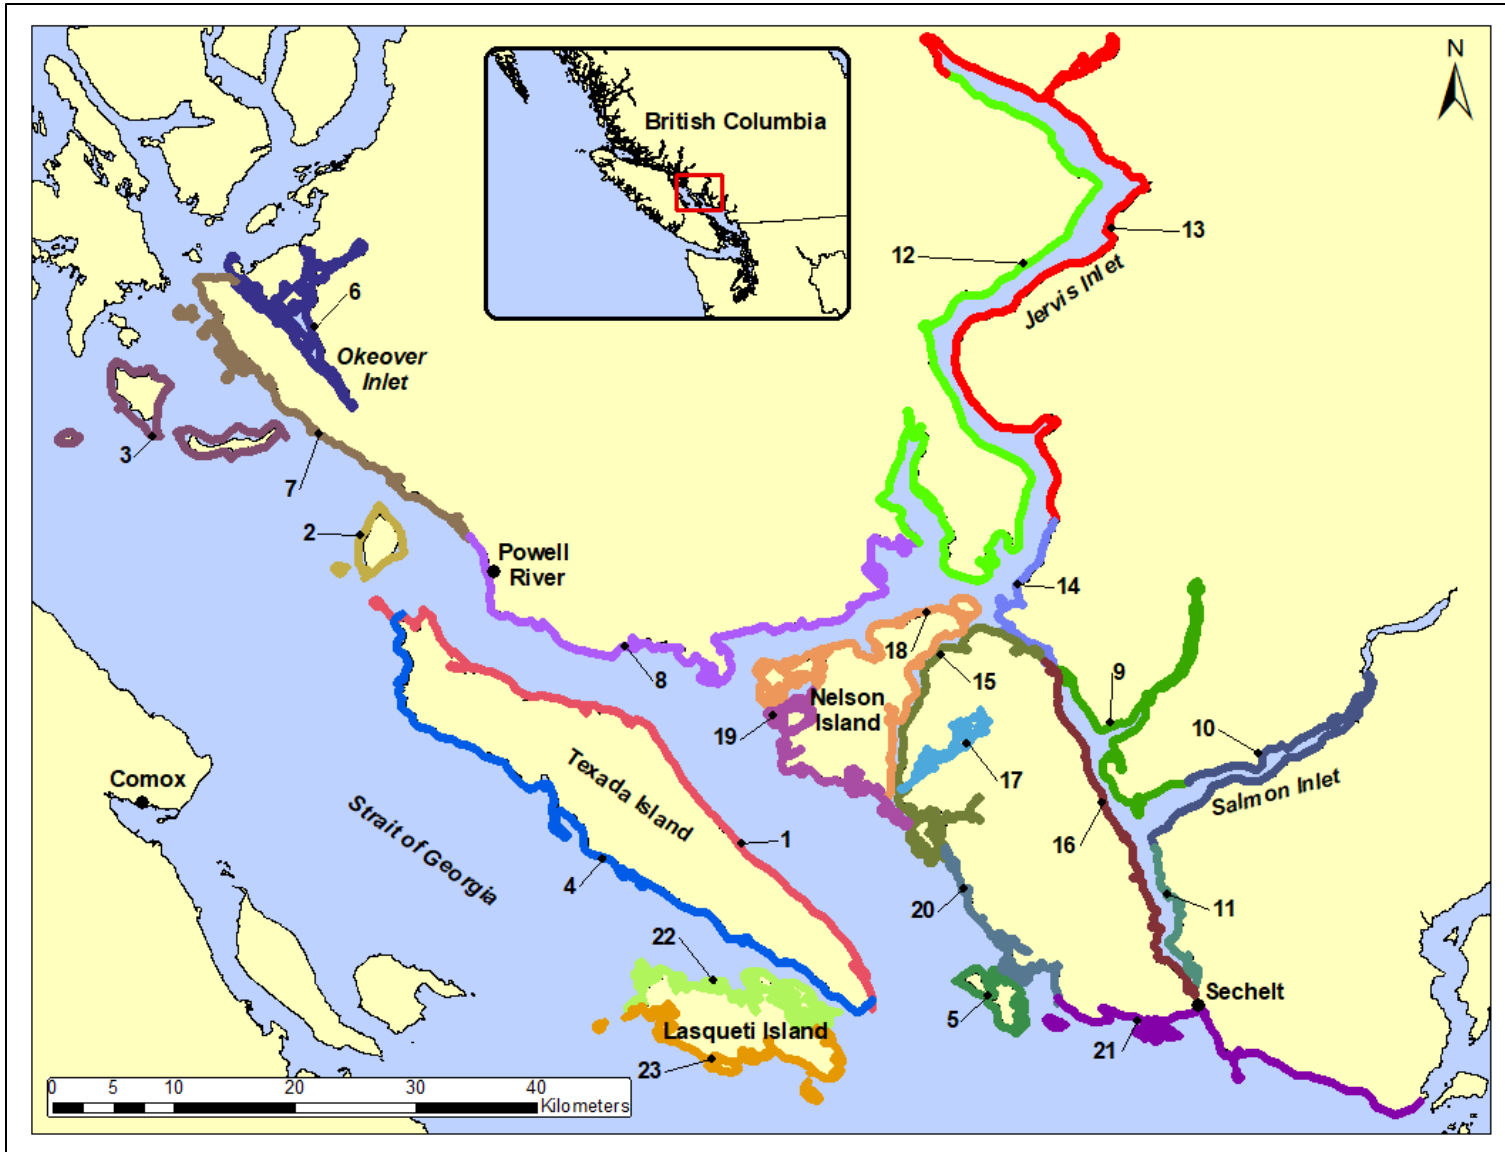 N
British Columbia
13
12
Jervis Inlet
6
Okeover
Inlet
3
7
2
Powell
River
14
18
8
15
9
Nelson
Island
19
10
17
Salmon Inlet
Comox
Texada Island
Strait of Georgia
1
16
4
20
11
22
Sechelt
5
Lasqueti Island
21
23
0 5 10 20 30 40
Kilometers